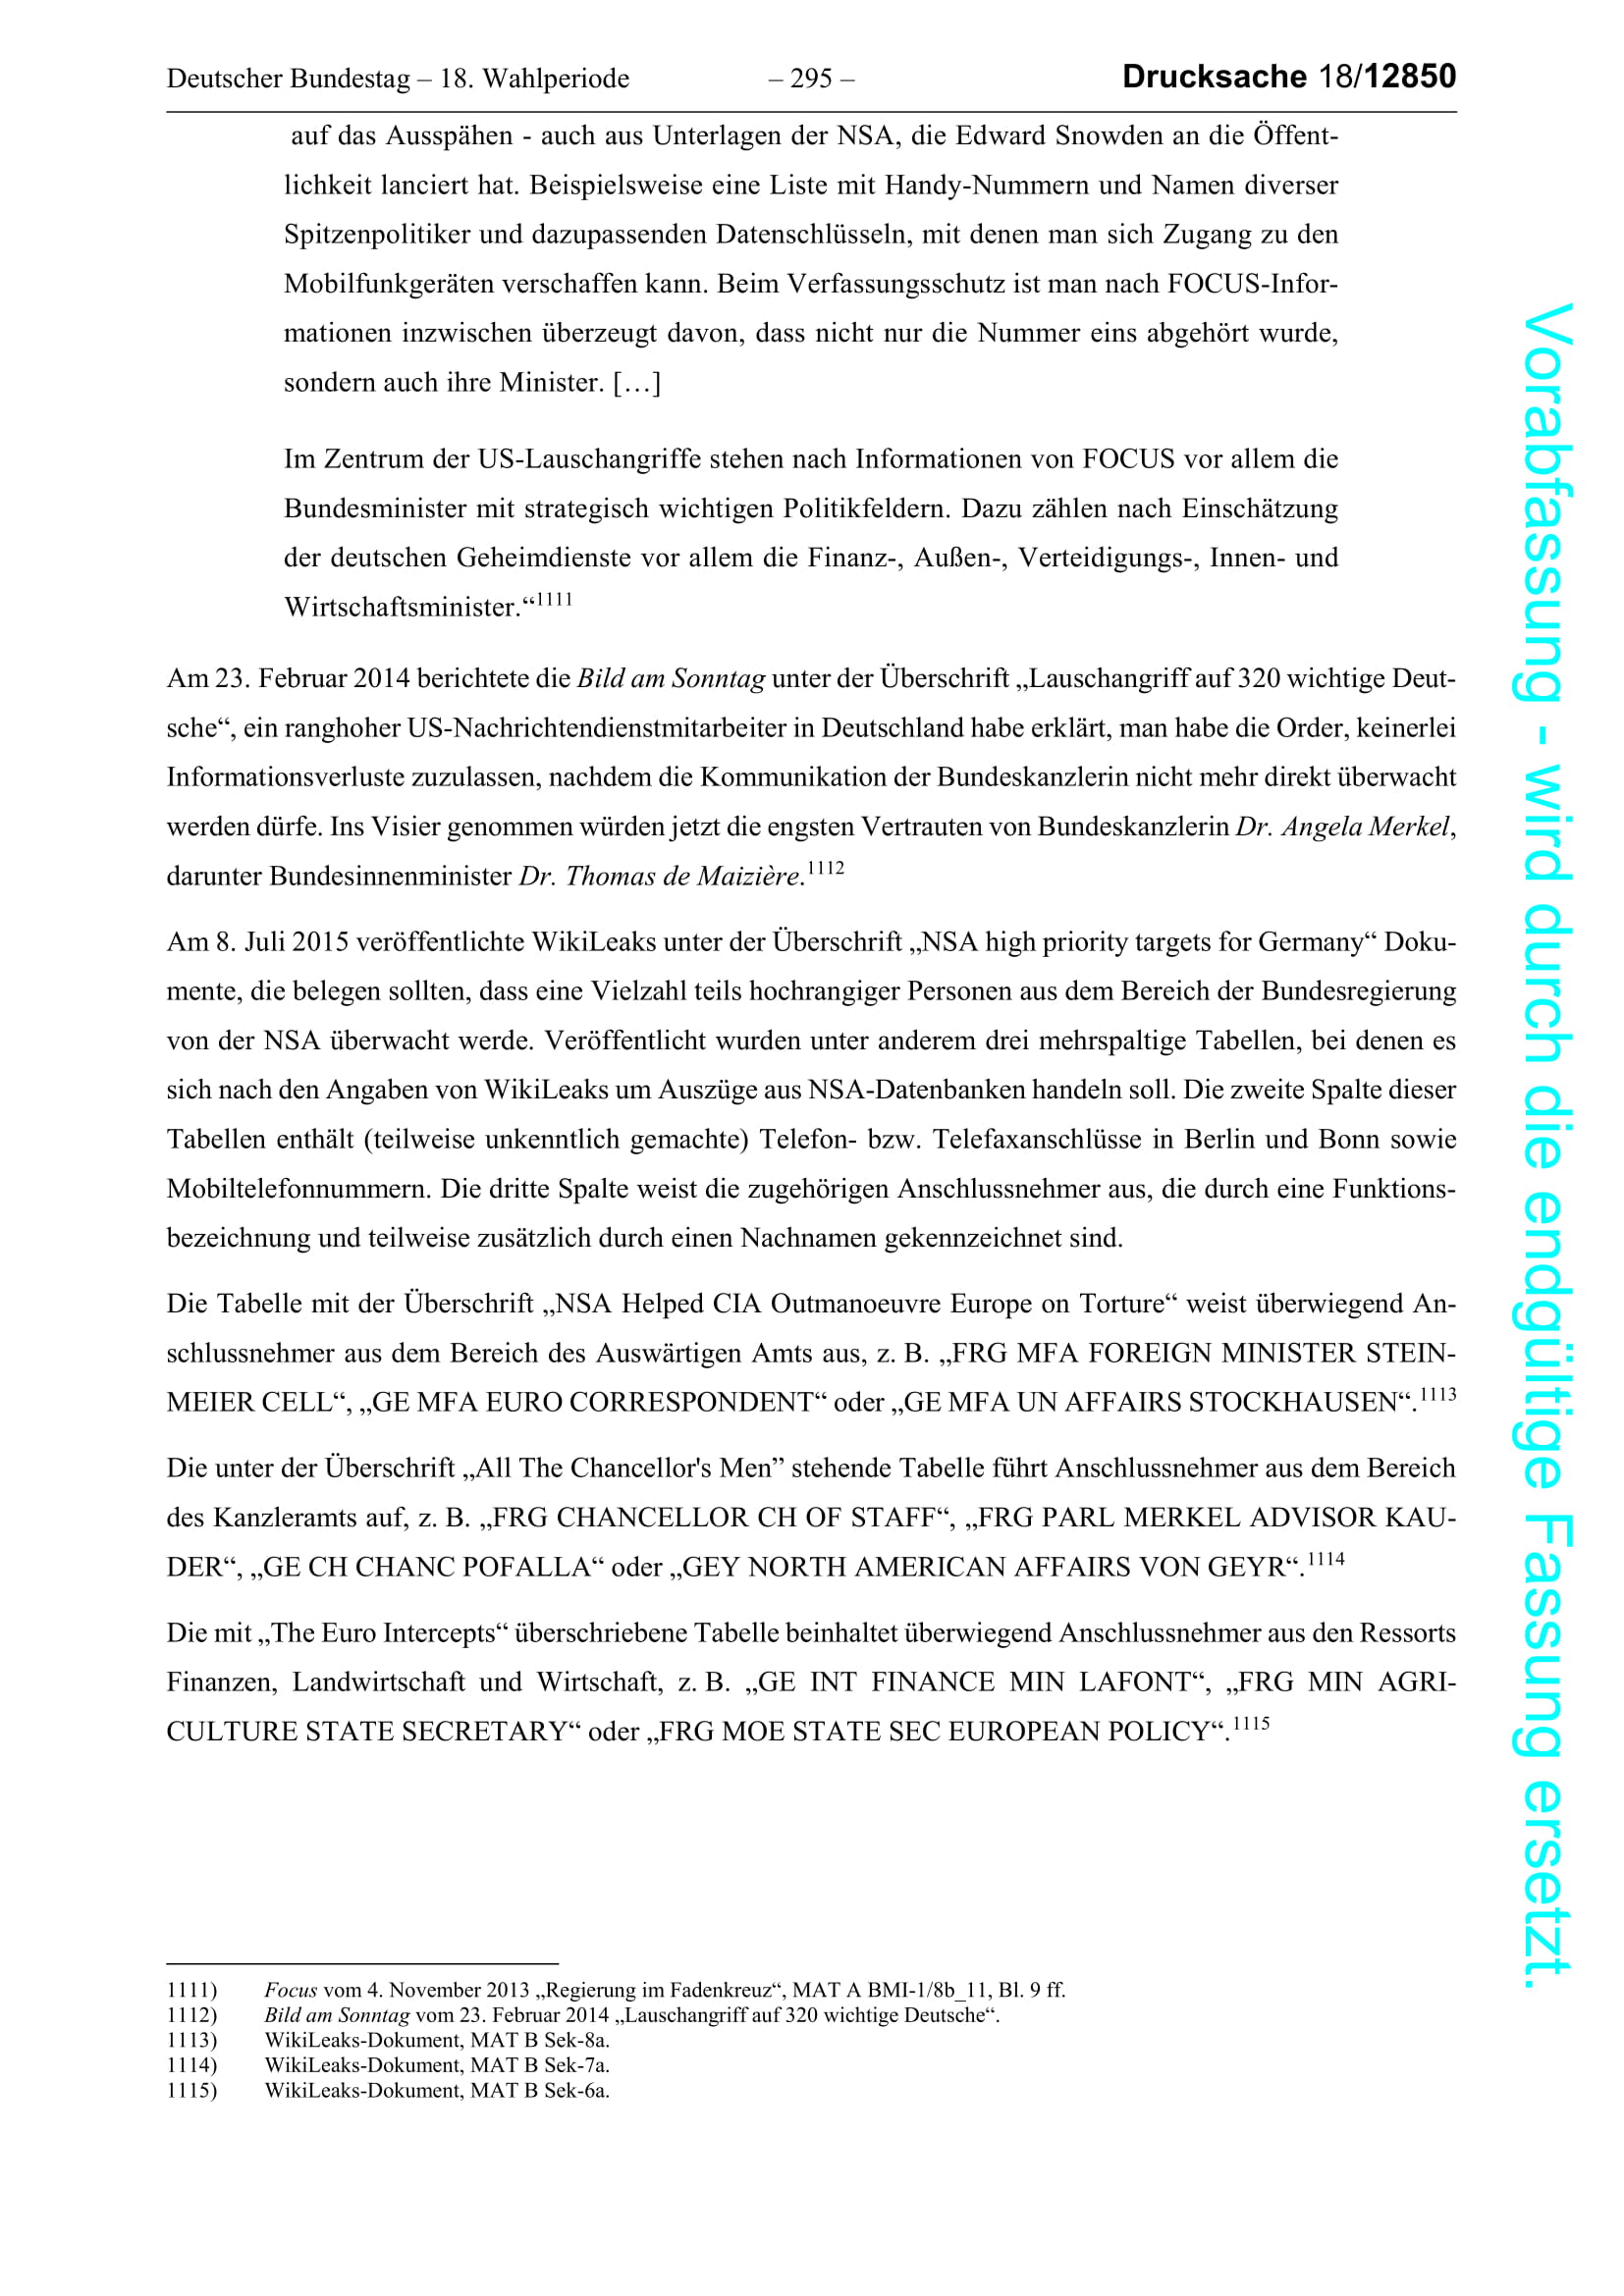 Deutscher Bundestag – 18. Wahlperiode – 295 – Drucksache 18/12850
auf das Ausspähen - auch aus Unterlagen der NSA, die Edward Snowden an die Öffent-
lichkeit lanciert hat. Beispielsweise eine Liste mit Handy-Nummern und Namen diverser
Spitzenpolitiker und dazupassenden Datenschlüsseln, mit denen man sich Zugang zu den
Mobilfunkgeräten verschaffen kann. Beim Verfassungsschutz ist man nach FOCUS-Infor-
mationen inzwischen überzeugt davon, dass nicht nur die Nummer eins abgehört wurde,
sondern auch ihre Minister. […]
Im Zentrum der US-Lauschangriffe stehen nach Informationen von FOCUS vor allem die
Bundesminister mit strategisch wichtigen Politikfeldern. Dazu zählen nach Einschätzung
der deutschen Geheimdienste vor allem die Finanz-, Außen-, Verteidigungs-, Innen- und
Wirtschaftsminister.“1111
Am 23. Februar 2014 berichtete die Bild am Sonntag unter der Überschrift „Lauschangriff auf 320 wichtige Deut-
sche“, ein ranghoher US-Nachrichtendienstmitarbeiter in Deutschland habe erklärt, man habe die Order, keinerlei
Informationsverluste zuzulassen, nachdem die Kommunikation der Bundeskanzlerin nicht mehr direkt überwacht
werden dürfe. Ins Visier genommen würden jetzt die engsten Vertrauten von Bundeskanzlerin Dr. Angela Merkel,
darunter Bundesinnenminister Dr. Thomas de Maizière.1112
Am 8. Juli 2015 veröffentlichte WikiLeaks unter der Überschrift „NSA high priority targets for Germany“ Doku-
mente, die belegen sollten, dass eine Vielzahl teils hochrangiger Personen aus dem Bereich der Bundesregierung
von der NSA überwacht werde. Veröffentlicht wurden unter anderem drei mehrspaltige Tabellen, bei denen es
sich nach den Angaben von WikiLeaks um Auszüge aus NSA-Datenbanken handeln soll. Die zweite Spalte dieser
Tabellen enthält (teilweise unkenntlich gemachte) Telefon- bzw. Telefaxanschlüsse in Berlin und Bonn sowie
Mobiltelefonnummern. Die dritte Spalte weist die zugehörigen Anschlussnehmer aus, die durch eine Funktions-
bezeichnung und teilweise zusätzlich durch einen Nachnamen gekennzeichnet sind.
Die Tabelle mit der Überschrift „NSA Helped CIA Outmanoeuvre Europe on Torture“ weist überwiegend An-
schlussnehmer aus dem Bereich des Auswärtigen Amts aus, z. B. „FRG MFA FOREIGN MINISTER STEIN-
MEIER CELL“, „GE MFA EURO CORRESPONDENT“ oder „GE MFA UN AFFAIRS STOCKHAUSEN“.1113
Die unter der Überschrift „All The Chancellor's Men” stehende Tabelle führt Anschlussnehmer aus dem Bereich
des Kanzleramts auf, z. B. „FRG CHANCELLOR CH OF STAFF“, „FRG PARL MERKEL ADVISOR KAU-
DER“, „GE CH CHANC POFALLA“ oder „GEY NORTH AMERICAN AFFAIRS VON GEYR“.1114
Die mit „The Euro Intercepts“ überschriebene Tabelle beinhaltet überwiegend Anschlussnehmer aus den Ressorts
Finanzen, Landwirtschaft und Wirtschaft, z. B. „GE INT FINANCE MIN LAFONT“, „FRG MIN AGRI-
CULTURE STATE SECRETARY“ oder „FRG MOE STATE SEC EUROPEAN POLICY“.1115
1111) Focus vom 4. November 2013 „Regierung im Fadenkreuz“, MAT A BMI-1/8b_11, Bl. 9 ff.
1112) Bild am Sonntag vom 23. Februar 2014 „Lauschangriff auf 320 wichtige Deutsche“.
1113) WikiLeaks-Dokument, MAT B Sek-8a.
1114) WikiLeaks-Dokument, MAT B Sek-7a.
1115) WikiLeaks-Dokument, MAT B Sek-6a.
Vorabfassung - wird durch die endgültige Fassung ersetzt.